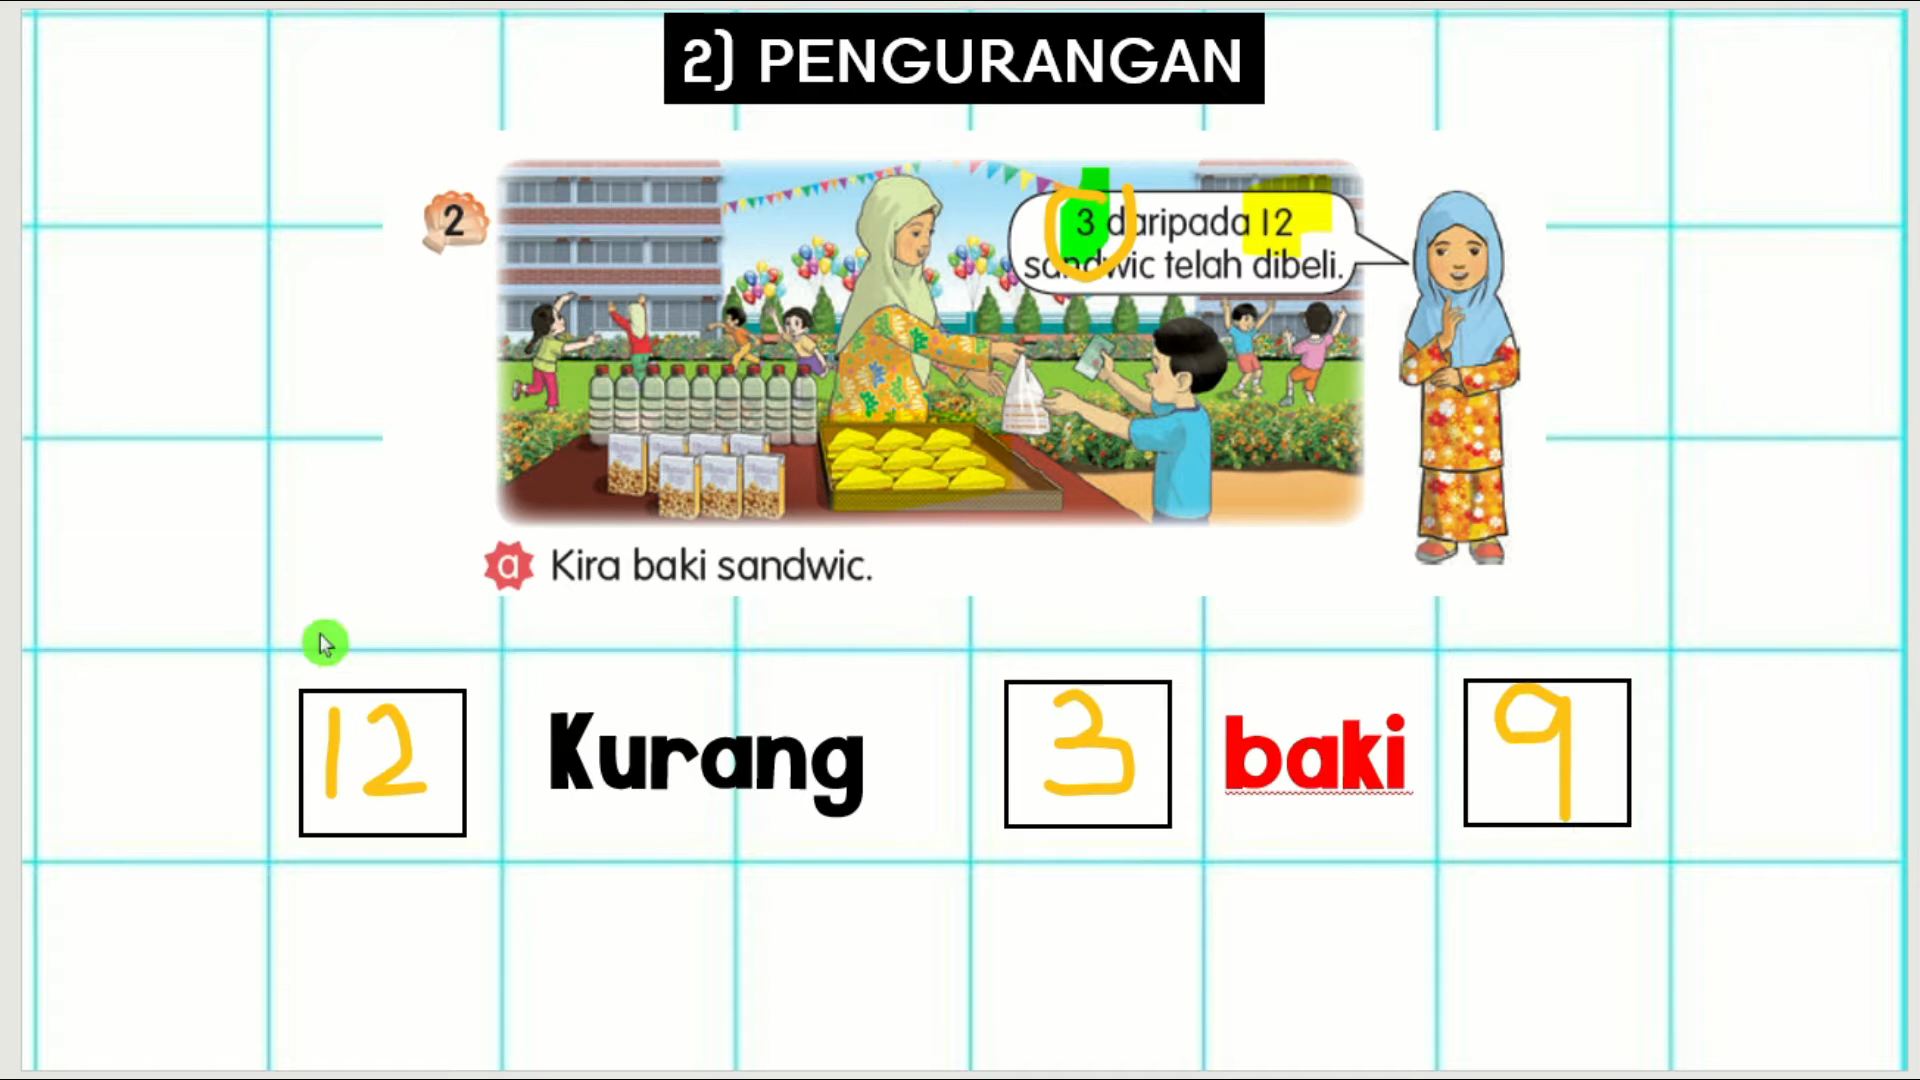 2) PENGURANGAN
2
3 daripada 12
sandwic telah dibeli.
a Kira baki sandwic.
12 Kurang 3 baki 9